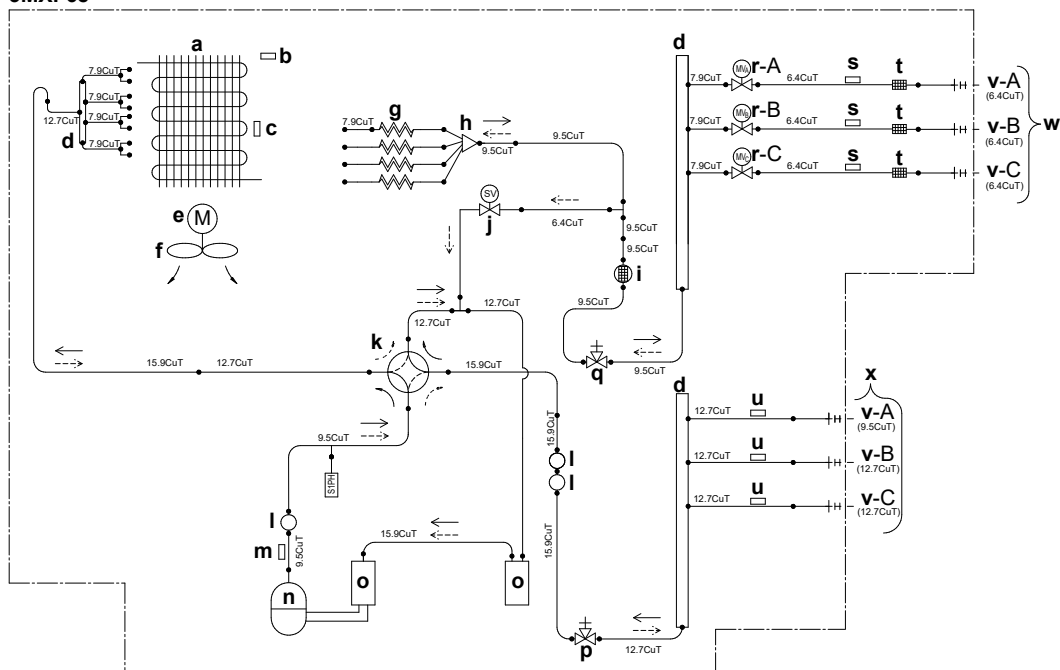 a
b
7.9CuT
7.9CuT
7.9CuT
7.9CuT
12.7CuT
d
c
e M
f
g
h
7.9CuT
9.5CuT
9.5CuT
SV
j
6.4CuT
9.5CuT
9.5CuT
i
9.5CuT
q
9.5CuT
d
7.9CuT MVA r-A 6.4CuT s t v-A
(6.4CuT)
7.9CuT MVB r-B 6.4CuT s t v-B
(6.4CuT)
7.9CuT MVC r-C 6.4CuT s t v-C
(6.4CuT)
w
12.7CuT
12.7CuT
k
15.9CuT 12.7CuT
15.9CuT
9.5CuT
S1PH
l
m
9.5CuT
n
o
15.9CuT
o
15.9CuT
l
l
15.9CuT
p
12.7CuT
d
x
12.7CuT u v-A
(9.5CuT)
12.7CuT u v-B
(12.7CuT)
12.7CuT u v-C
(12.7CuT)